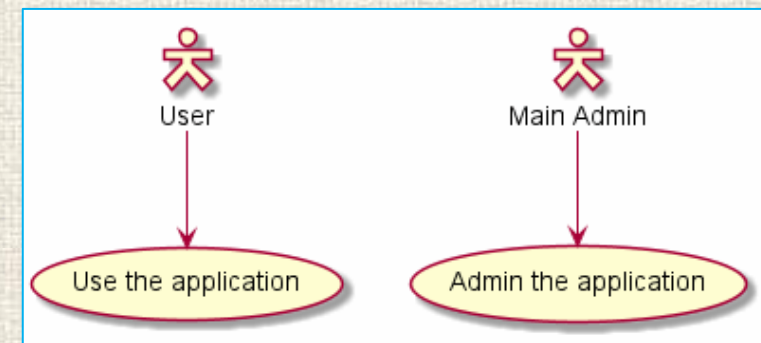 User
Main Admin
Use the application
Admin the application